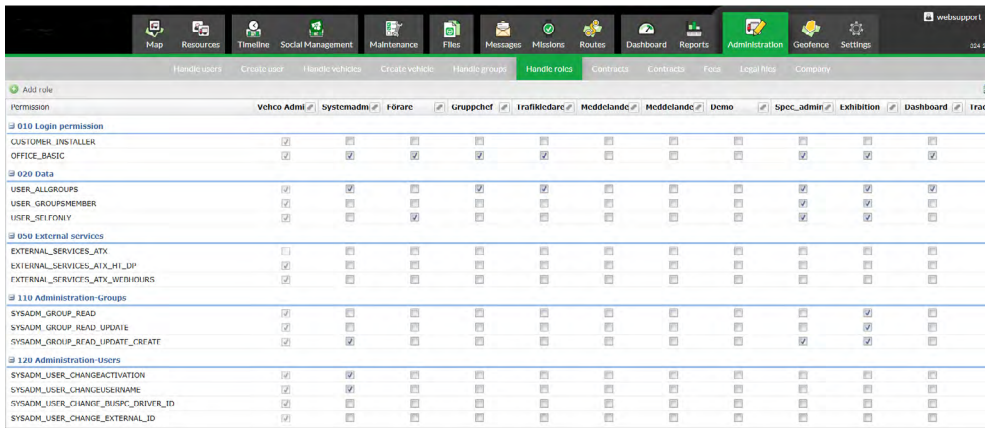 websupport
Map Resources Timeline Social Management Maintenance Files Messages Missions Routes Dashboard Reports Administration Geofence Settings
324
Handle users Create user Handle vehicles Create vehicle Handle groups Handle roles Contracts Contracts Fees Legal files Company
Add role
Permission Vehco Admi Systemadm Förare Gruppchef Trafikledare Meddelande Meddelande Demo Spec_admin Exhibition Dashboard Trac
010 Login permission
CUSTOMER_INSTALLER
OFFICE_BASIC
020 Data
USER_ALLGROUPS
USER_GROUPSMEMBER
USER_SELFONLY
050 External services
EXTERNAL_SERVICES_ATX
EXTERNAL_SERVICES_ATX_HT_DP
EXTERNAL_SERVICES_ATX_WEBHOURS
110 Administration-Groups
SYSADM_GROUP_READ
SYSADM_GROUP_READ_UPDATE
SYSADM_GROUP_READ_UPDATE_CREATE
120 Administration-Users
SYSADM_USER_CHANGEACTIVATION
SYSADM_USER_CHANGEUSERNAME
SYSADM_USER_CHANGE_BUSPC_DRIVER_ID
SYSADM_USER_CHANGE_EXTERNAL_ID